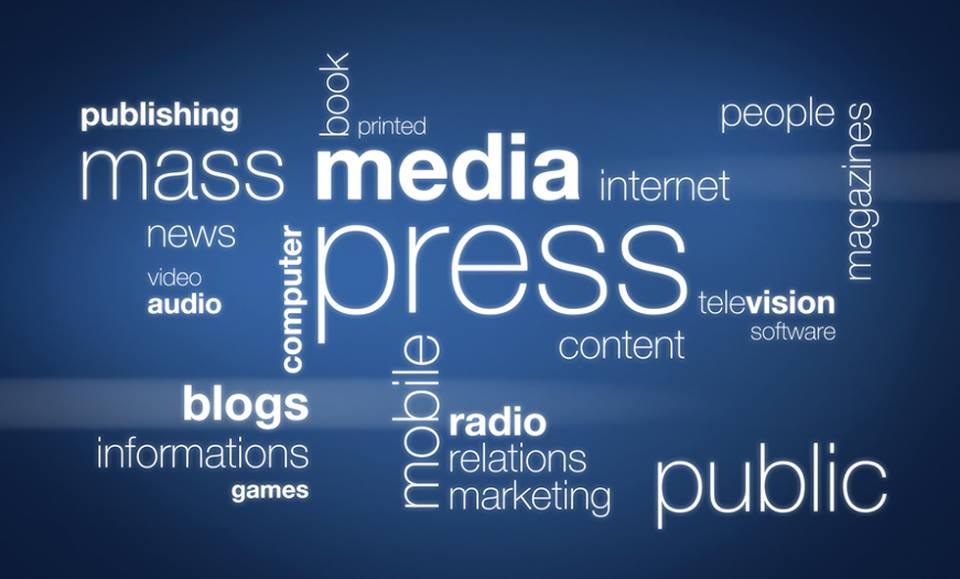 book
publishing
printed
people
magazines
mass
media
internet
news
computer
press
video
audio
television
software
content
mobile
blogs
radio
informations
relations
games
marketing
public